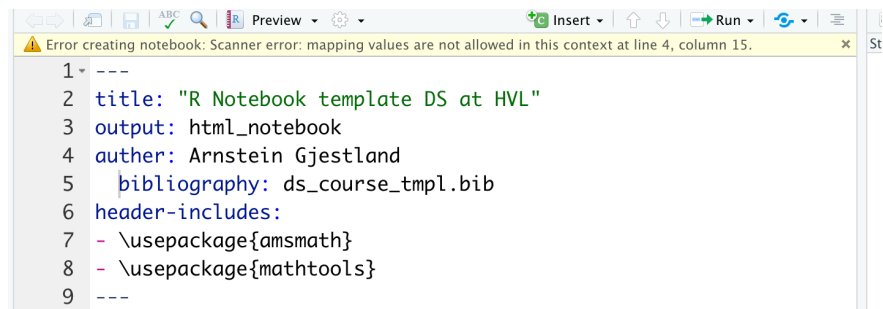 ABC R Preview Insert Run
Error creating notebook: Scanner error: mapping values are not allowed in this context at line 4, column 15. St
1 ---
2 title: "R Notebook template DS at HVL"
3 output: html_notebook
4 auther: Arnstein Gjestland
5   bibliography: ds_course_tmpl.bib
6 header-includes:
7 - \usepackage{amsmath}
8 - \usepackage{mathtools}
9 ---